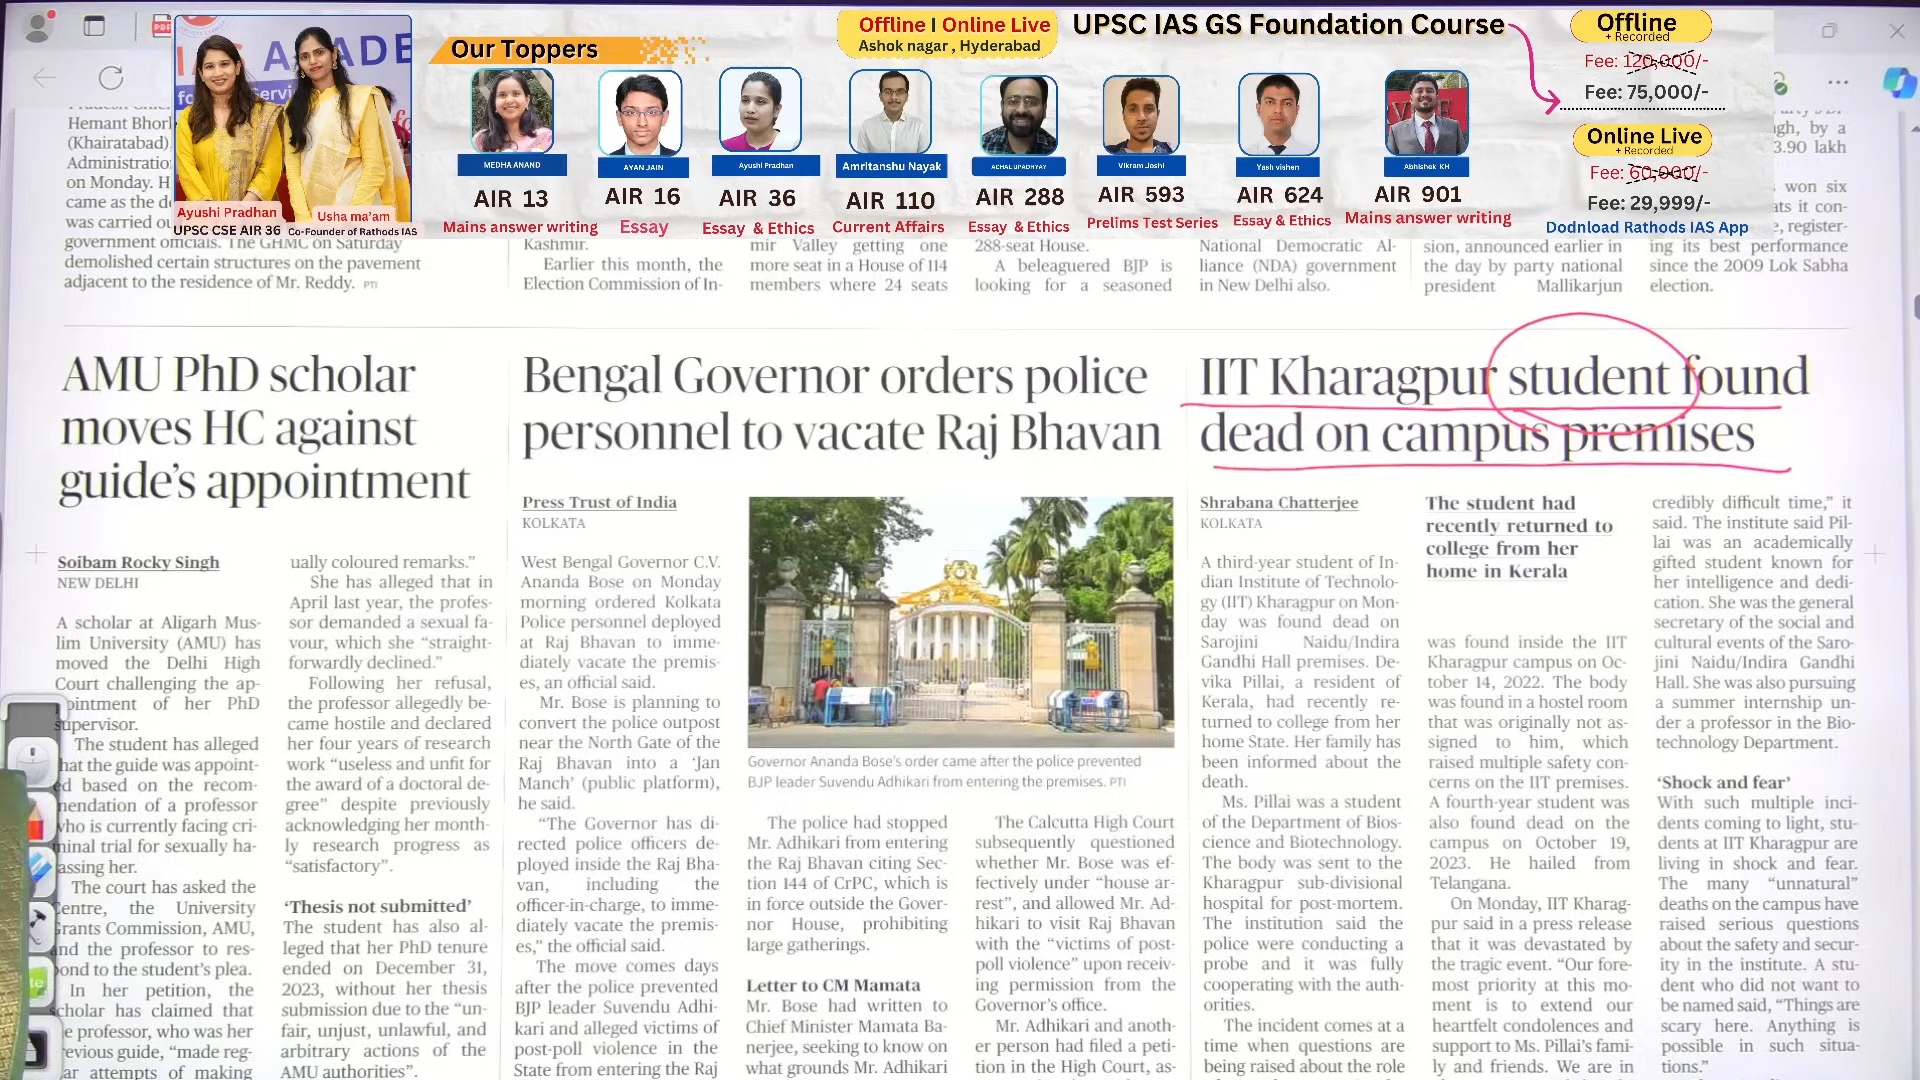 Ayushi Pradhan
UPSC CSE AIR 36
Usha ma'am
Co-Founder of Rathods IAS
Our Toppers
Offline I Online Live
Ashok nagar , Hyderabad
UPSC IAS GS Foundation Course
MEDHA ANAND
AIR 13
Mains answer writing
AYAN JAIN
AIR 16
Essay
Ayushi Pradhan
AIR 36
Essay & Ethics
Amritanshu Nayak
AIR 110
Current Affairs
ACHAL UPADHYAY
AIR 288
Essay & Ethics
Vikram Joshi
AIR 593
Prelims Test Series
Yash vishen
AIR 624
Essay & Ethics
Abhishek KH
AIR 901
Mains answer writing
Offline
+ Recorded
Fee: 120,000/-
Fee: 75,000/-
Online Live
+ Recorded
Fee: 60,000/-
Fee: 29,999/-
Dodnload Rathods IAS App
(Khairatabad),
on Monday. H
came as the de
was carried ou
government officials. The GHMC on Saturday
demolished certain structures on the pavement
adjacent to the residence of Mr. Reddy. PTI
Kashmir.
Earlier this month, the
Election Commission of In-
mir Valley getting one
more seat in a House of 114
members where 24 seats
288-seat House.
A beleaguered BJP is
looking for a seasoned
National Democratic Al-
liance (NDA) government
in New Delhi also.
sion, announced earlier in
the day by party national
president Mallikarjun
gh, by a
3.90 lakh
won six
ats it con-
e, register-
ing its best performance
since the 2009 Lok Sabha
election.
AMU PhD scholar
moves HC against
guide's appointment
Soibam Rocky Singh
NEW DELHI
A scholar at Aligarh Mus-
lim University (AMU) has
moved the Delhi High
Court challenging the ap-
pointment of her PhD
supervisor.
The student has alleged
that the guide was appoint-
ed based on the recom-
mendation of a professor
who is currently facing cri-
minal trial for sexually ha-
assing her.
The court has asked the
Centre, the University
Grants Commission, AMU,
and the professor to res-
pond to the student's plea.
In her petition, the
scholar has claimed that
e professor, who was her
revious guide, "made reg-
ar attempts of making
ually coloured remarks."
She has alleged that in
April last year, the profes-
sor demanded a sexual fa-
vour, which she "straight-
forwardly declined."
Following her refusal,
the professor allegedly be-
came hostile and declared
her four years of research
work "useless and unfit for
the award of a doctoral de-
gree" despite previously
acknowledging her month-
ly research progress as
"satisfactory".
'Thesis not submitted'
The student has also al-
leged that her PhD tenure
ended on December 31,
2023, without her thesis
submission due to the "un-
fair, unjust, unlawful, and
arbitrary actions of the
AMU authorities".
Bengal Governor orders police
personnel to vacate Raj Bhavan
Press Trust of India
KOLKATA
West Bengal Governor C.V.
Ananda Bose on Monday
morning ordered Kolkata
Police personnel deployed
at Raj Bhavan to imme-
diately vacate the premis-
es, an official said.
Mr. Bose is planning to
convert the police outpost
near the North Gate of the
Raj Bhavan into a 'Jan
Manch' (public platform),
he said.
"The Governor has di-
rected police officers de-
ployed inside the Raj Bha-
van, including the
officer-in-charge, to imme-
diately vacate the premis-
es," the official said.
The move comes days
after the police prevented
BJP leader Suvendu Adhi-
kari and alleged victims of
post-poll violence in the
State from entering the Raj
Governor Ananda Bose's order came after the police prevented
BJP leader Suvendu Adhikari from entering the premises. PTI
The police had stopped
Mr. Adhikari from entering
the Raj Bhavan citing Sec-
tion 144 of CrPC, which is
in force outside the Gover-
nor House, prohibiting
large gatherings.
Letter to CM Mamata
Mr. Bose had written to
Chief Minister Mamata Ba-
nerjee, seeking to know on
what grounds Mr. Adhikari
The Calcutta High Court
subsequently questioned
whether Mr. Bose was ef-
fectively under "house ar-
rest", and allowed Mr. Ad-
hikari to visit Raj Bhavan
with the "victims of post-
poll violence" upon receiv-
ing permission from the
Governor's office.
Mr. Adhikari and anoth-
er person had filed a peti-
tion in the High Court, as-
IIT Kharagpur student found
dead on campus premises
Shrabana Chatterjee
KOLKATA
A third-year student of In-
dian Institute of Technolo-
gy (IIT) Kharagpur on Mon-
day was found dead on
Sarojini Naidu/Indira
Gandhi Hall premises. De-
vika Pillai, a resident of
Kerala, had recently re-
turned to college from her
home State. Her family has
been informed about the
death.
Ms. Pillai was a student
of the Department of Bios-
cience and Biotechnology.
The body was sent to the
Kharagpur sub-divisional
hospital for post-mortem.
The institution said the
police were conducting a
probe and it was fully
cooperating with the auth-
orities.
The incident comes at a
time when questions are
being raised about the role
The student had
recently returned to
college from her
home in Kerala
was found inside the IIT
Kharagpur campus on Oc-
tober 14, 2022. The body
was found in a hostel room
that was originally not as-
signed to him, which
raised multiple safety con-
cerns on the IIT premises.
A fourth-year student was
also found dead on the
campus on October 19,
2023. He hailed from
Telangana.
On Monday, IIT Kharag-
pur said in a press release
that it was devastated by
the tragic event. "Our fore-
most priority at this mo-
ment is to extend our
heartfelt condolences and
support to Ms. Pillai's fami-
ly and friends. We are in
credibly difficult time," it
said. The institute said Pil-
lai was an academically
gifted student known for
her intelligence and dedi-
cation. She was the general
secretary of the social and
cultural events of the Saro-
jini Naidu/Indira Gandhi
Hall. She was also pursuing
a summer internship un-
der a professor in the Bio-
technology Department.
'Shock and fear'
With such multiple inci-
dents coming to light, stu-
dents at IIT Kharagpur are
living in shock and fear.
The many "unnatural"
deaths on the campus have
raised serious questions
about the safety and secur-
ity in the institute. A stu-
dent who did not want to
be named said, "Things are
scary here. Anything is
possible in such situa-
tions."